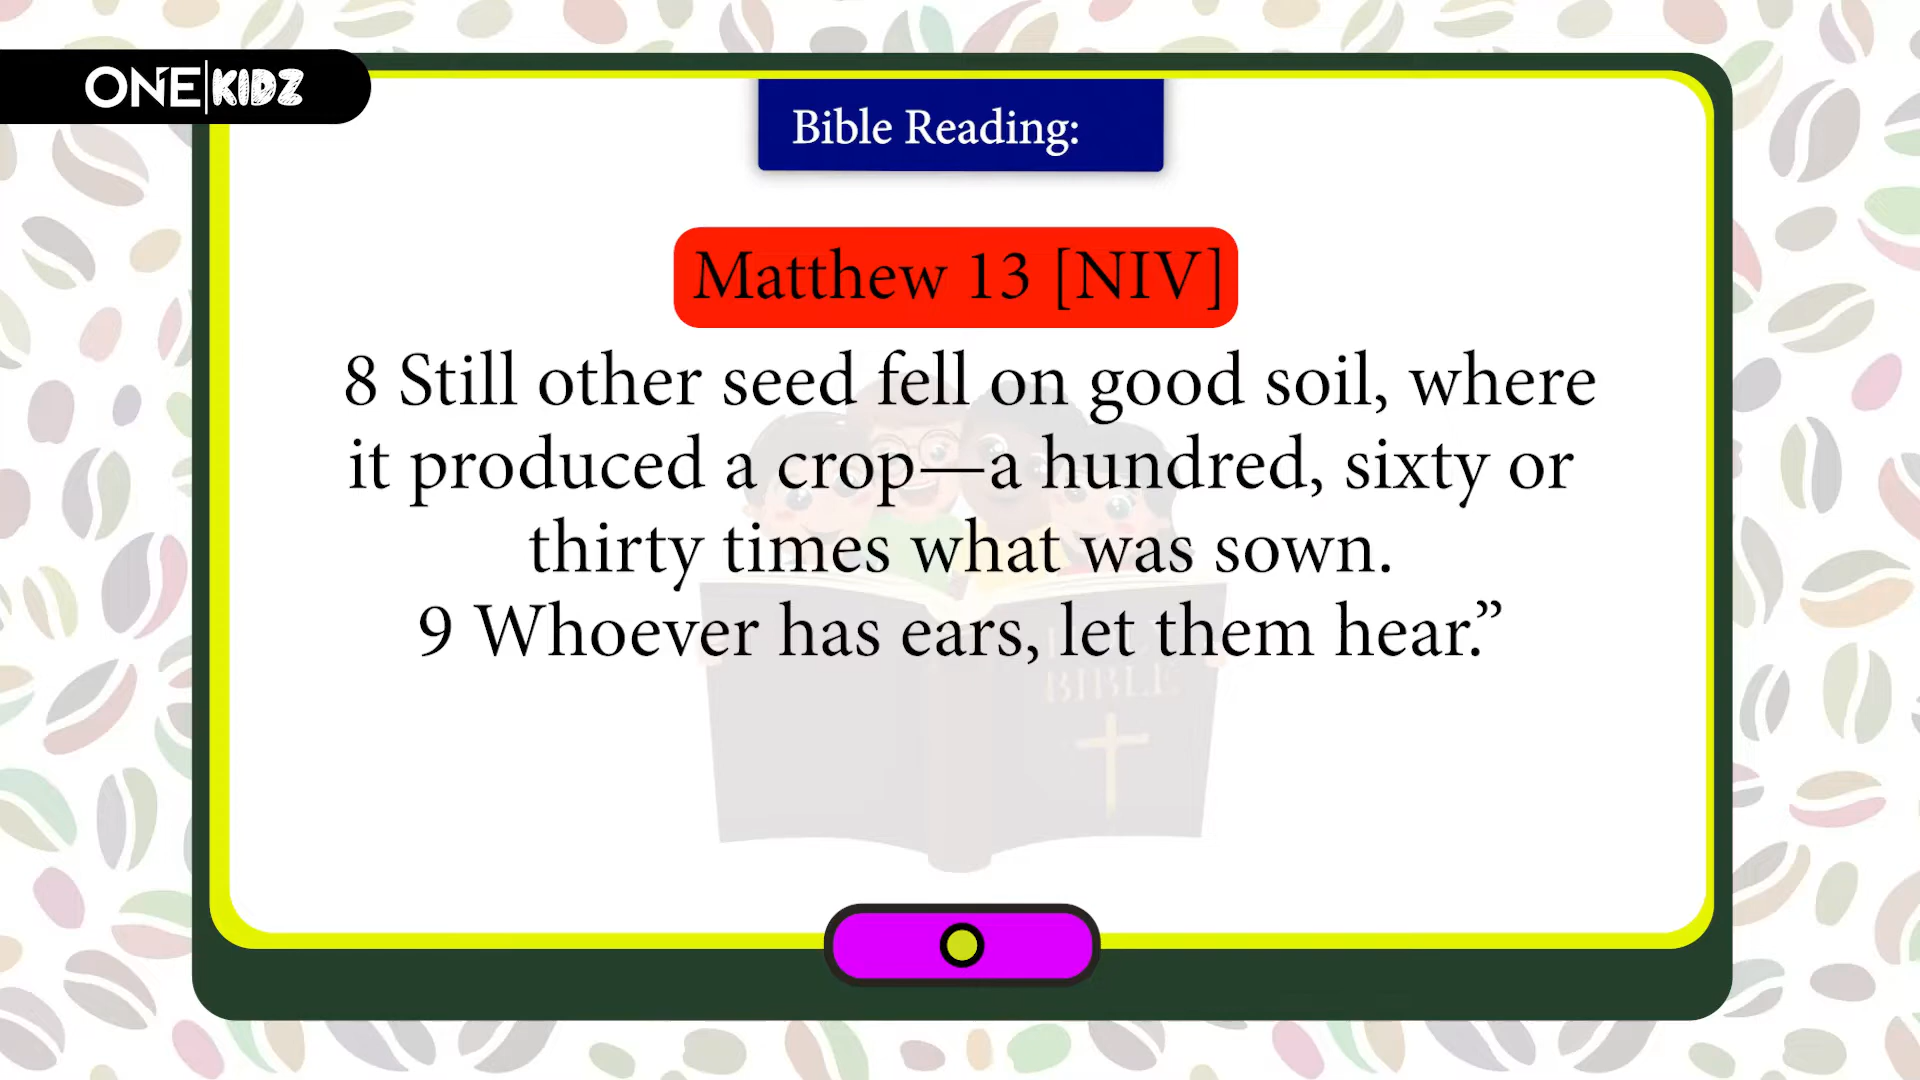 ONE|KIDZ
Bible Reading:
Matthew 13 [NIV]
8 Still other seed fell on good soil, where
it produced a crop—a hundred, sixty or
thirty times what was sown.
9 Whoever has ears, let them hear.”
BIBLE